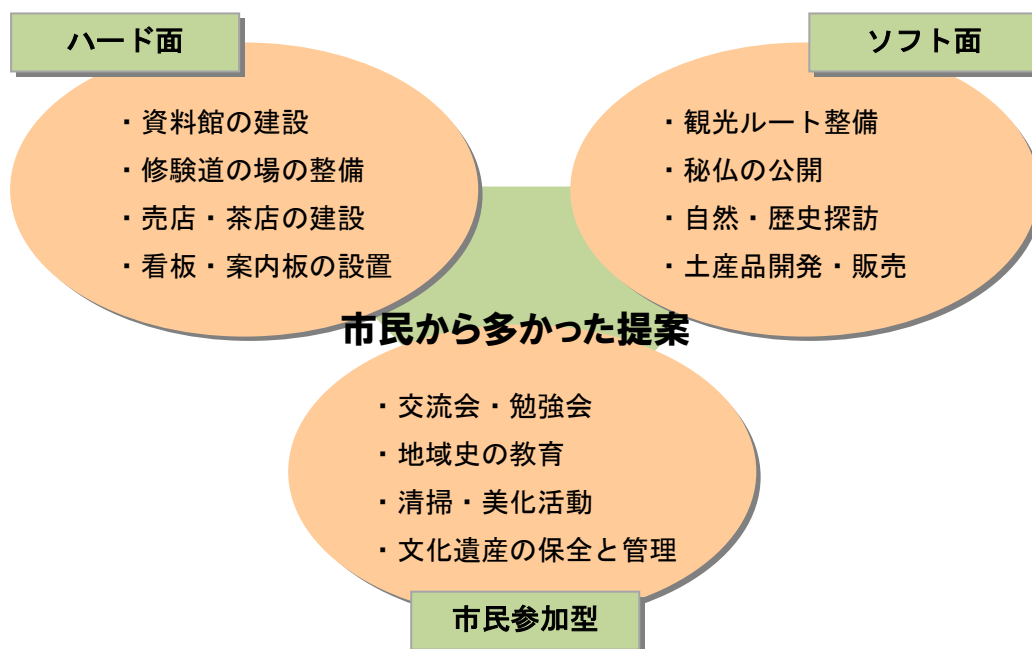 ハード面
・資料館の建設
・修験道の場の整備
・売店・茶店の建設
・看板・案内板の設置
ソフト面
・観光ルート整備
・秘仏の公開
・自然・歴史探訪
・土産品開発・販売
市民から多かった提案
・交流会・勉強会
・地域史の教育
・清掃・美化活動
・文化遺産の保全と管理
市民参加型